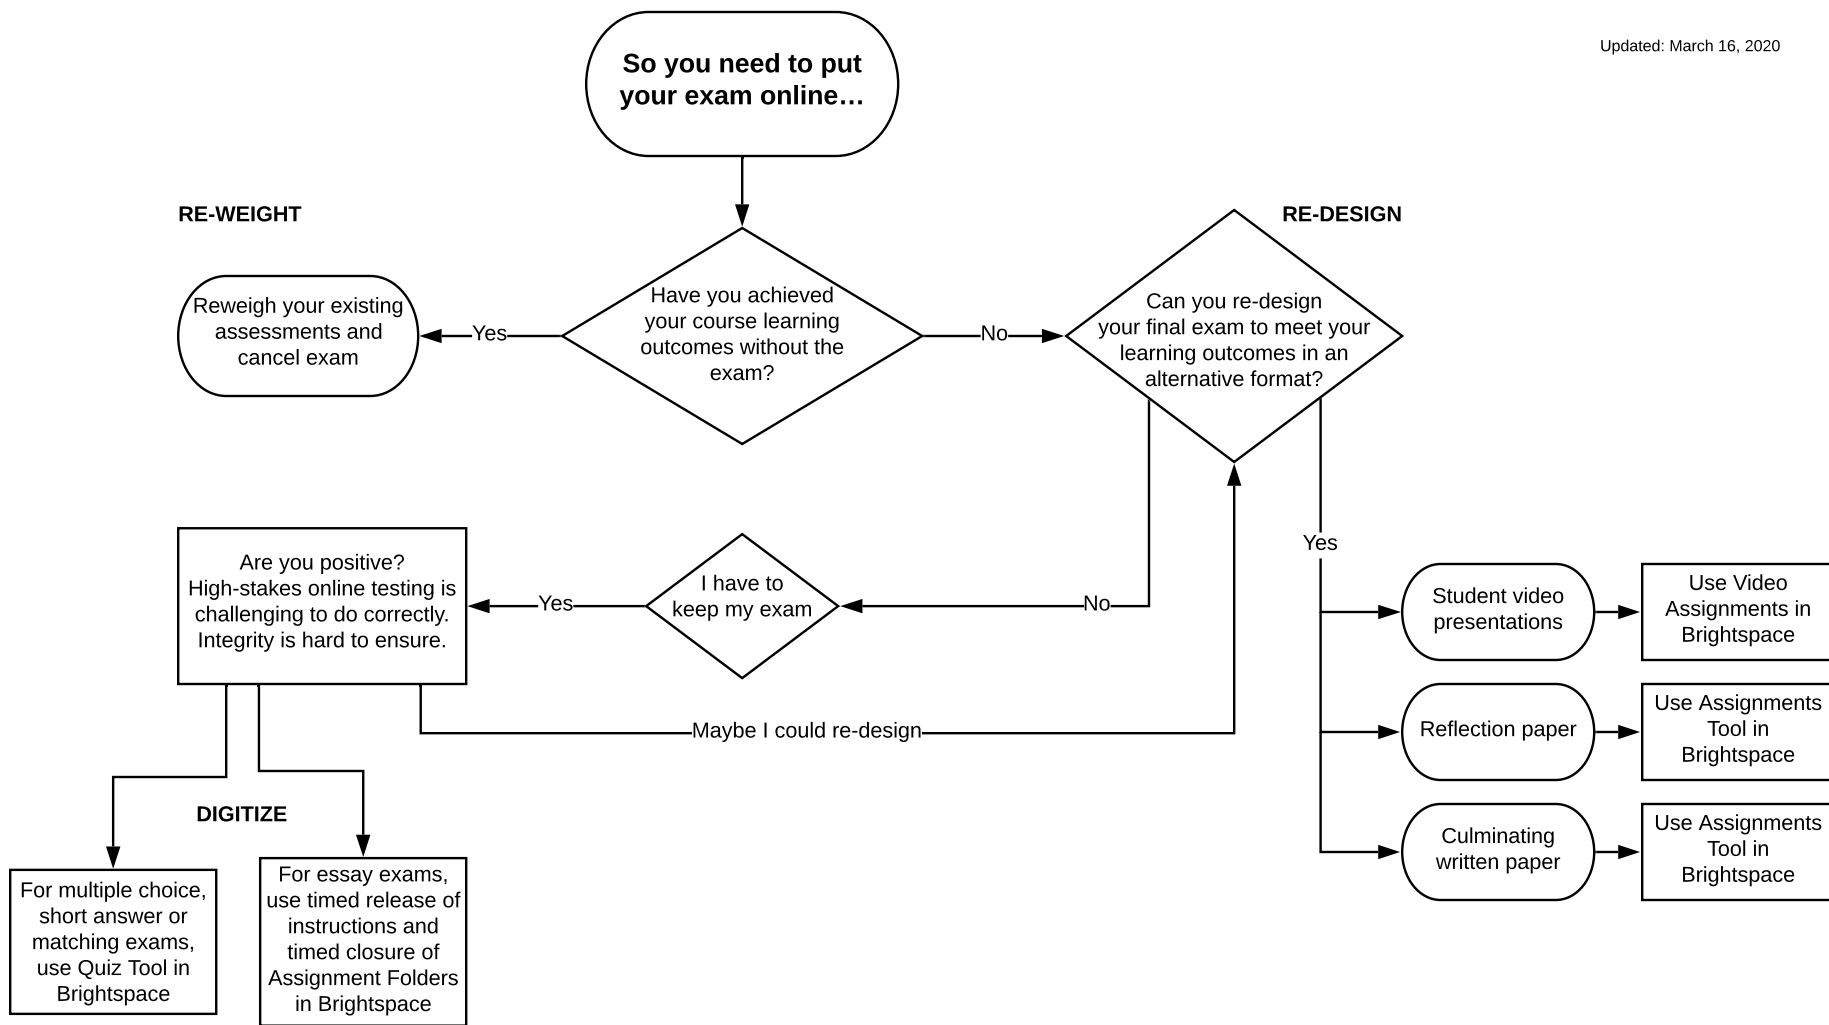 So you need to put
your exam online…
Updated: March 16, 2020
RE-WEIGHT
RE-DESIGN
Reweigh your existing
assessments and
cancel exam
Yes
Have you achieved
your course learning
outcomes without the
exam?
No
Can you re-design
your final exam to meet your
learning outcomes in an
alternative format?
Are you positive?
High-stakes online testing is
challenging to do correctly.
Integrity is hard to ensure.
Yes
I have to
keep my exam
No
Yes
Student video
presentations
Use Video
Assignments in
Brightspace
Maybe I could re-design
Reflection paper
Use Assignments
Tool in
Brightspace
DIGITIZE
Culminating
written paper
Use Assignments
Tool in
Brightspace
For multiple choice,
short answer or
matching exams,
use Quiz Tool in
Brightspace
For essay exams,
use timed release of
instructions and
timed closure of
Assignment Folders
in Brightspace